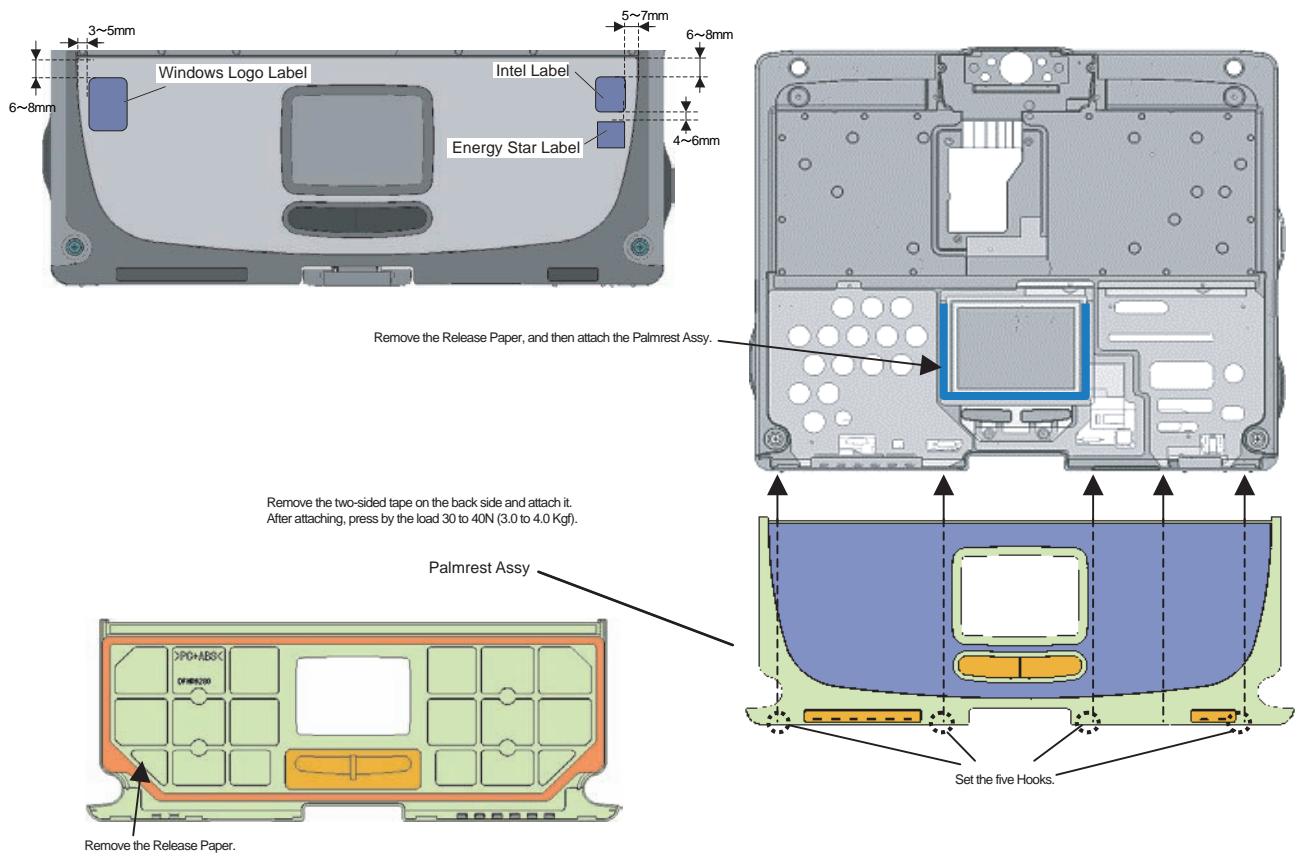 3～5mm
5～7mm
6～8mm
Windows Logo Label
Intel Label
6～8mm
4～6mm
Energy Star Label
Remove the Release Paper, and then attach the Palmrest Assy.
Remove the two-sided tape on the back side and attach it.
After attaching, press by the load 30 to 40N (3.0 to 4.0 Kgf).
Palmrest Assy
>PC+ABS<
Set the five Hooks.
Remove the Release Paper.